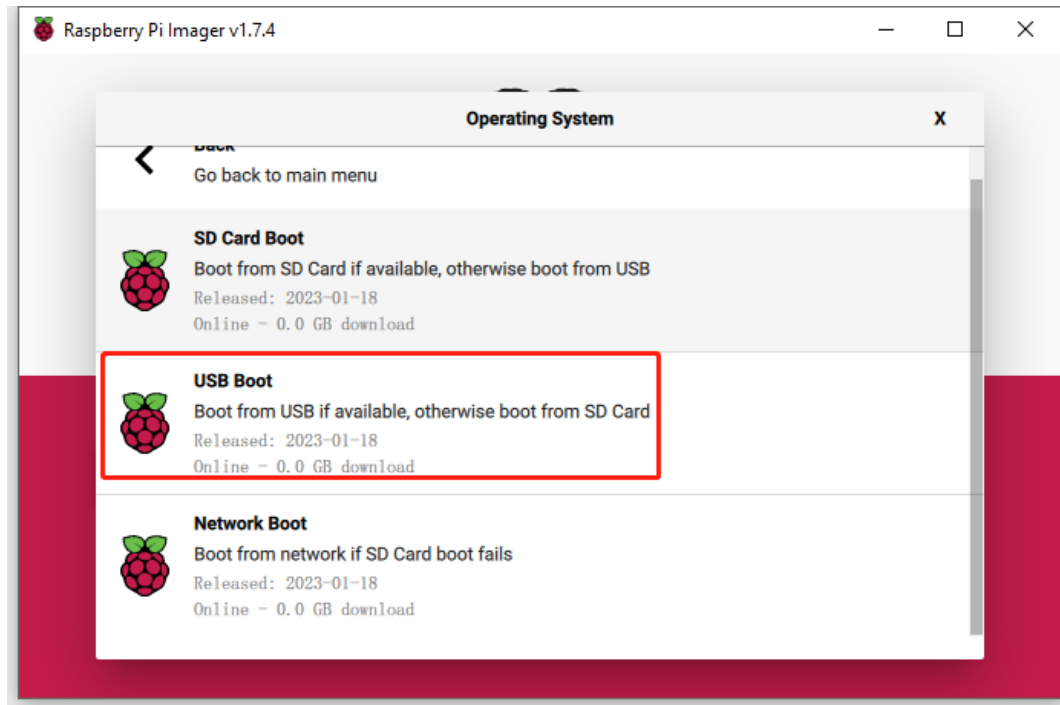 Raspberry Pi Imager v1.7.4
Operating System
X
Back
Go back to main menu
SD Card Boot
Boot from SD Card if available, otherwise boot from USB
Released: 2023-01-18
Online - 0.0 GB download
USB Boot
Boot from USB if available, otherwise boot from SD Card
Released: 2023-01-18
Online - 0.0 GB download
Network Boot
Boot from network if SD Card boot fails
Released: 2023-01-18
Online - 0.0 GB download